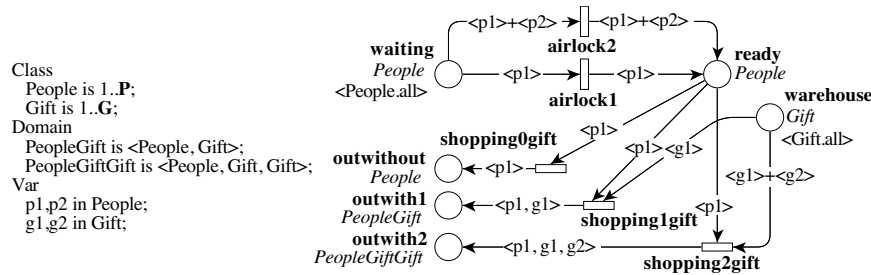 Class
People is 1..P;
Gift is 1..G;
Domain
PeopleGift is <People, Gift>;
PeopleGiftGift is <People, Gift, Gift>;
Var
p1,p2 in People;
g1,g2 in Gift;
<p1>+<p2>
<p1>+<p2>
airlock2
waiting
People
<People.all>
<p1>
<p1>
airlock1
ready
People
warehouse
Gift
<Gift.all>
<p1>
shopping0gift
<p1>
<g1>
outwithout
People
<p1>
<g1>+<g2>
outwith1
PeopleGift
<p1, g1>
shopping1gift
<p1>
outwith2
PeopleGiftGift
<p1, g1, g2>
shopping2gift